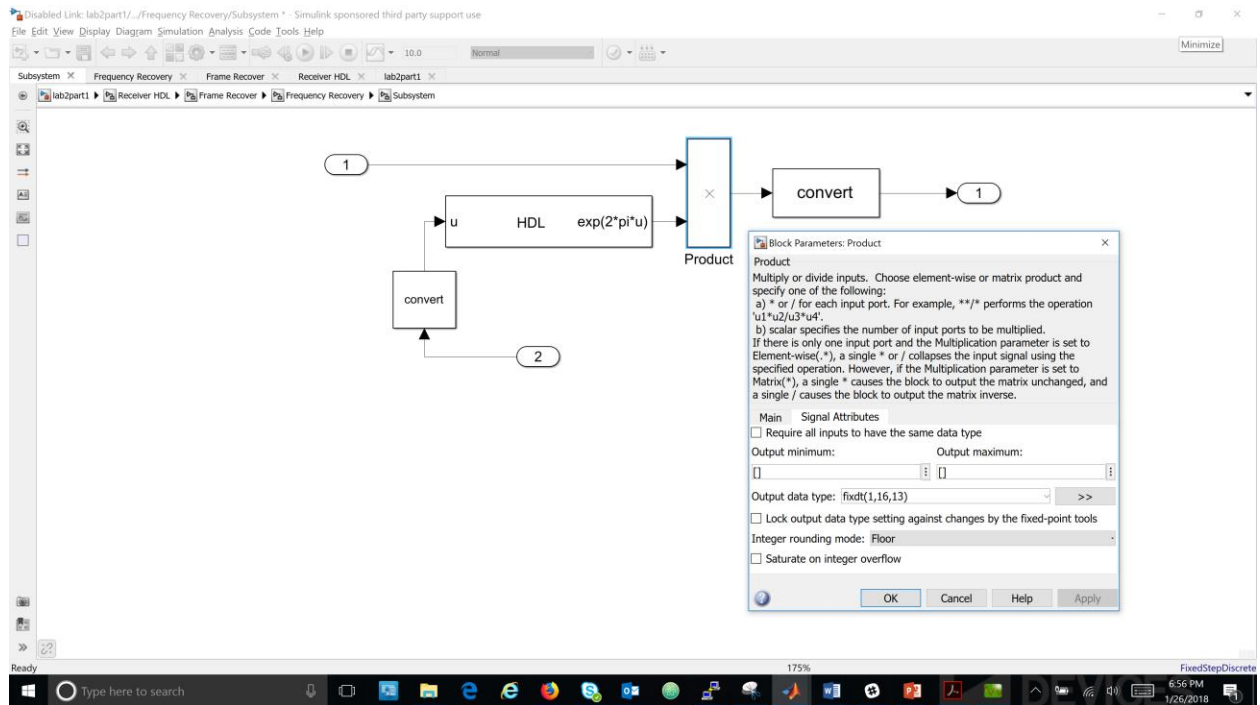 Disabled Link: lab2part1/.../Frequency Recovery/Subsystem * - Simulink sponsored third party support use
File Edit View Display Diagram Simulation Analysis Code Tools Help
Minimize
10.0 Normal
Subsystem × Frequency Recovery × Frame Recover × Receiver HDL × lab2part1 ×
lab2part1 Receiver HDL Frame Recover Frequency Recovery Subsystem
1
×
convert
1
u HDL exp(2*pi*u)
Product
convert
2
Block Parameters: Product
Product
Multiply or divide inputs. Choose element-wise or matrix product and
specify one of the following:
a) * or / for each input port. For example, **/* performs the operation
'u1*u2/u3*u4'.
b) scalar specifies the number of input ports to be multiplied.
If there is only one input port and the Multiplication parameter is set to
Element-wise(.*), a single * or / collapses the input signal using the
specified operation. However, if the Multiplication parameter is set to
Matrix(*), a single * causes the block to output the matrix unchanged, and
a single / causes the block to output the matrix inverse.
Main Signal Attributes
Require all inputs to have the same data type
Output minimum: Output maximum:
[] []
Output data type: fixdt(1,16,13) >>
Lock output data type setting against changes by the fixed-point tools
Integer rounding mode: Floor
Saturate on integer overflow
OK Cancel Help Apply
Ready 175% FixedStepDiscrete
Type here to search
DEVICES
6:56 PM
1/26/2018